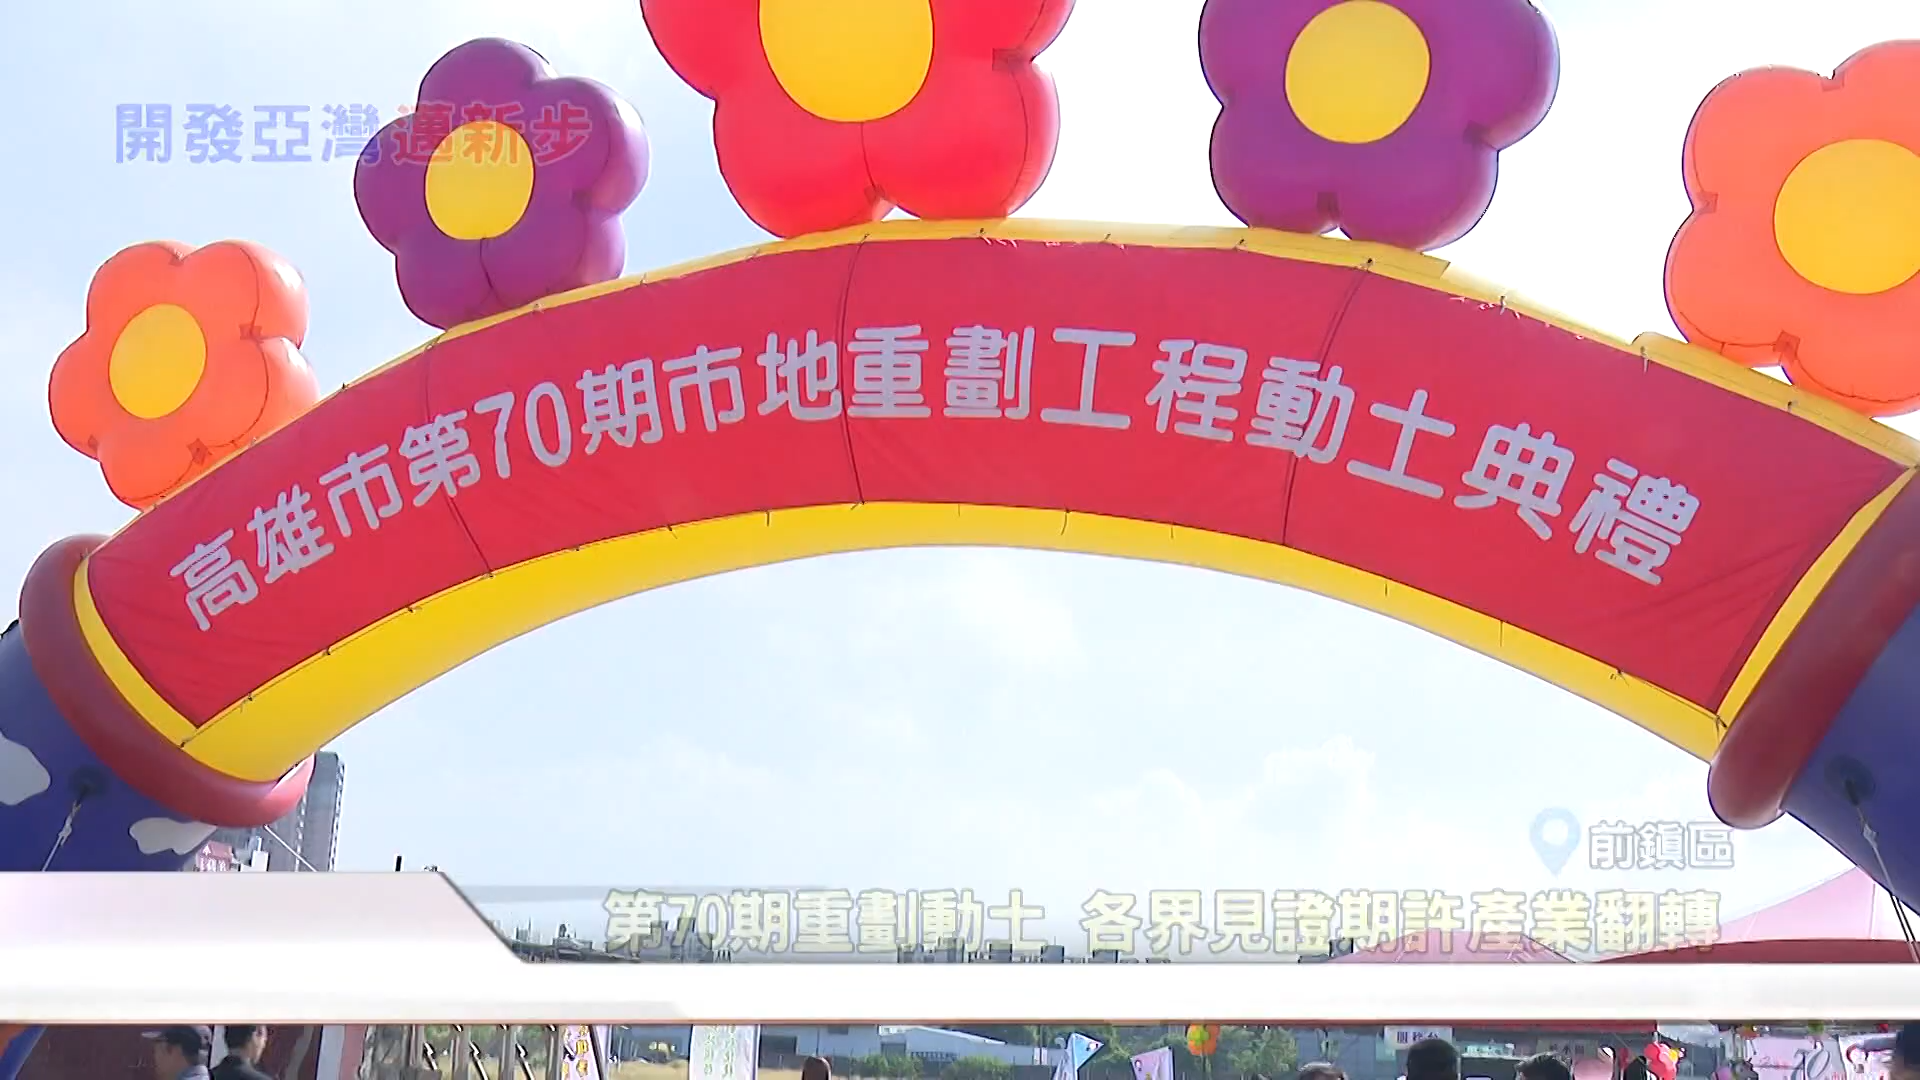 開發亞灣邁新步
高雄市第70期市地重劃工程動土典禮
前鎮區
第70期重劃動土 各界見證期許產業翻轉